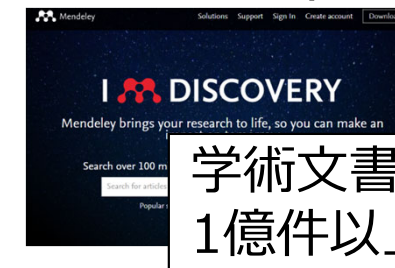 Mendeley
Solutions Support Sign In Create account
I DISCOVERY
Mendeley brings your research to life, so you can make an
Search over 100 m
Search for articles
Popular
学術文書
1億件以